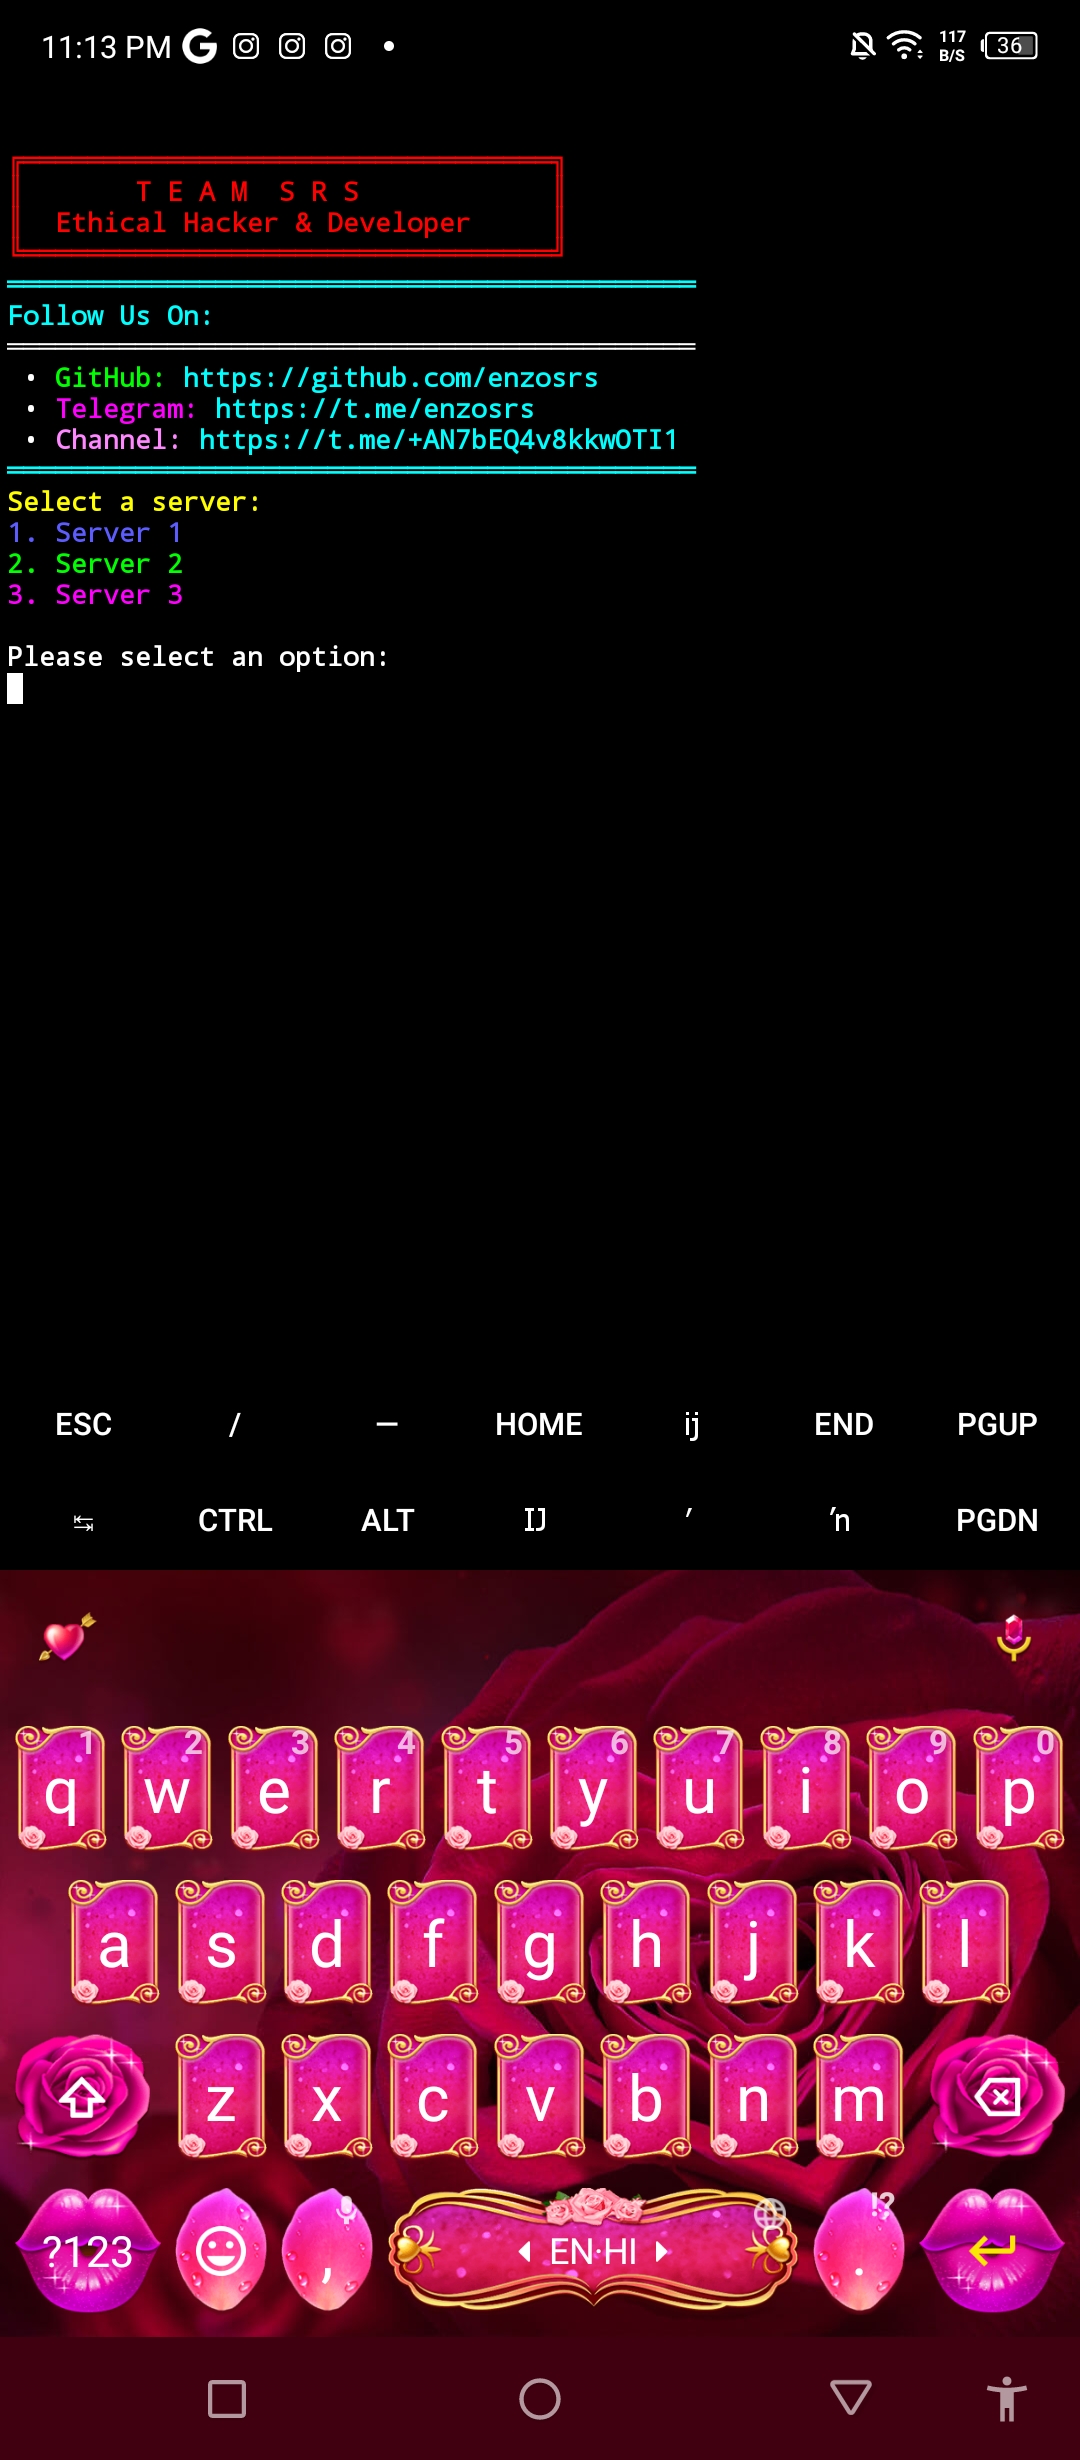 11:13 PM
117
B/S
36
T E A M  S R S
Ethical Hacker & Developer
Follow Us On:
• GitHub: https://github.com/enzosrs
• Telegram: https://t.me/enzosrs
• Channel: https://t.me/+AN7bEQ4v8kkwOTI1
Select a server:
1. Server 1
2. Server 2
3. Server 3
Please select an option:
ESC / — HOME ĳ END PGUP
↹ CTRL ALT Ĳ ′ ŉ PGDN
1 2 3 4 5 6 7 8 9 0
q w e r t y u i o p
a s d f g h j k l
z x c v b n m
!?
?123 , EN·HI .